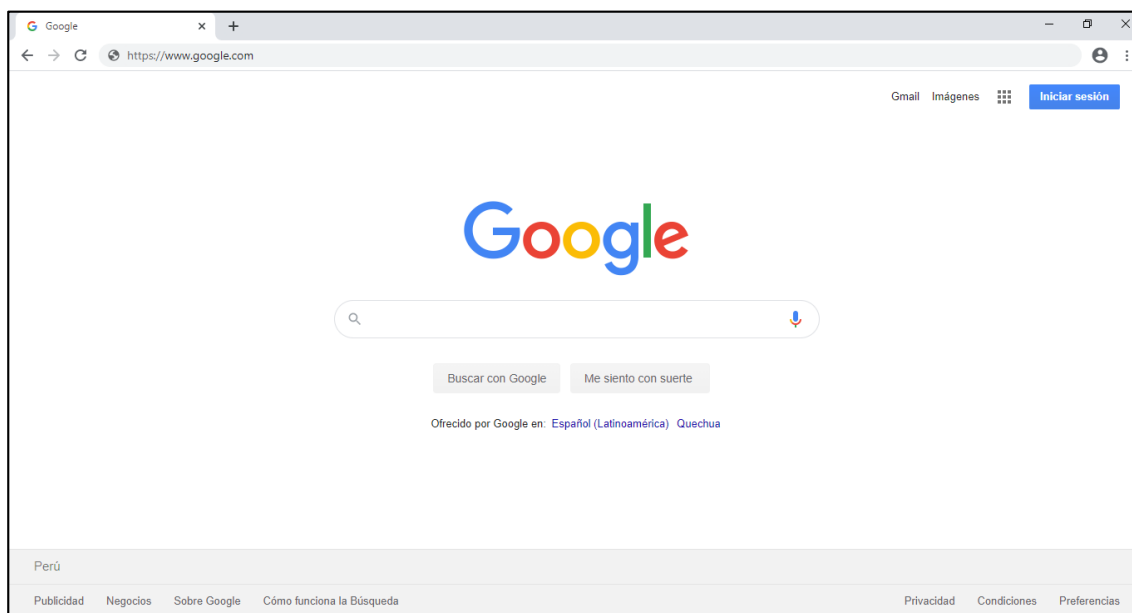 Google
https://www.google.com
Gmail Imágenes Iniciar sesión
Google
Buscar con Google Me siento con suerte
Ofrecido por Google en: Español (Latinoamérica) Quechua
Perú
Publicidad Negocios Sobre Google Cómo funciona la Búsqueda Privacidad Condiciones Preferencias